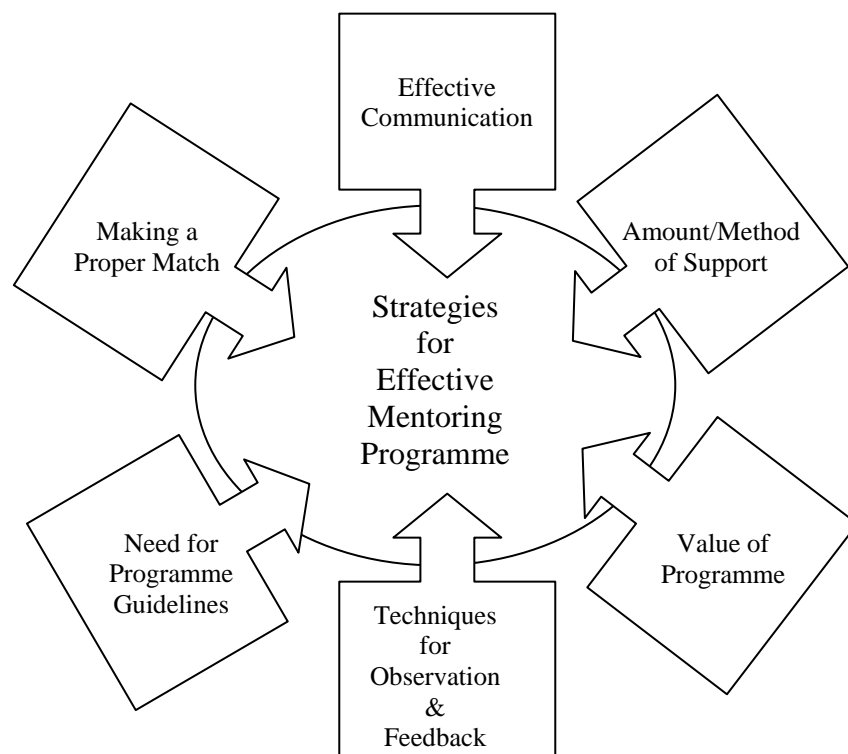 Effective
Communication
Making a
Proper Match
Amount/Method
of Support
Strategies
for
Effective
Mentoring
Programme
Need for
Programme
Guidelines
Value of
Programme
Techniques
for
Observation
&
Feedback